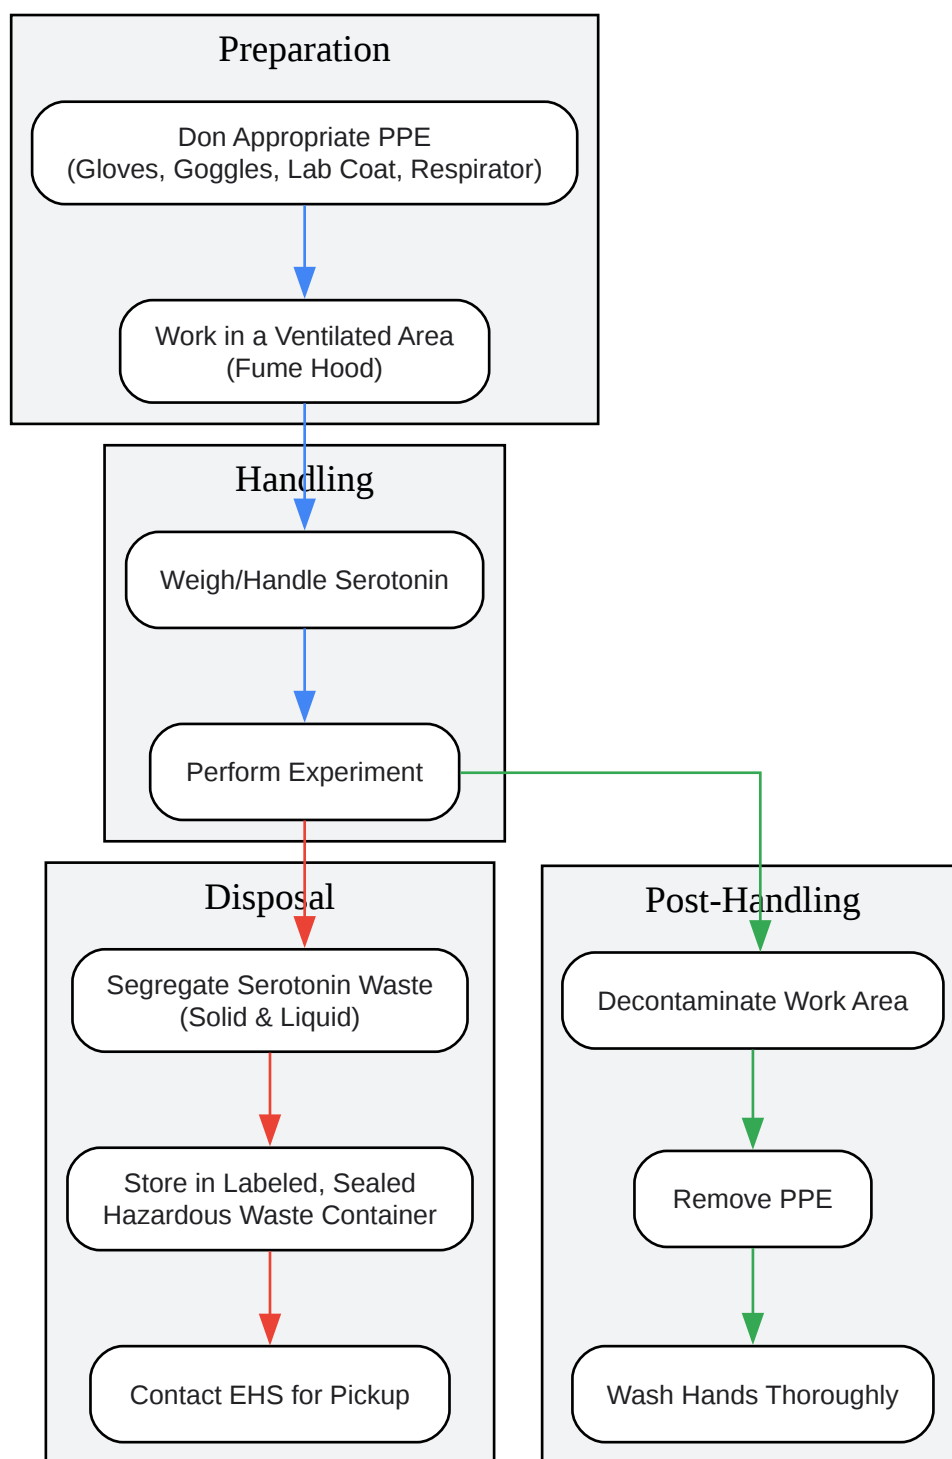 Preparation
Don Appropriate PPE
(Gloves, Goggles, Lab Coat, Respirator)
Work in a Ventilated Area
(Fume Hood)
Handling
Weigh/Handle Serotonin
Perform Experiment
Disposal
Segregate Serotonin Waste
(Solid & Liquid)
Store in Labeled, Sealed
Hazardous Waste Container
Contact EHS for Pickup
Post-Handling
Decontaminate Work Area
Remove PPE
Wash Hands Thoroughly